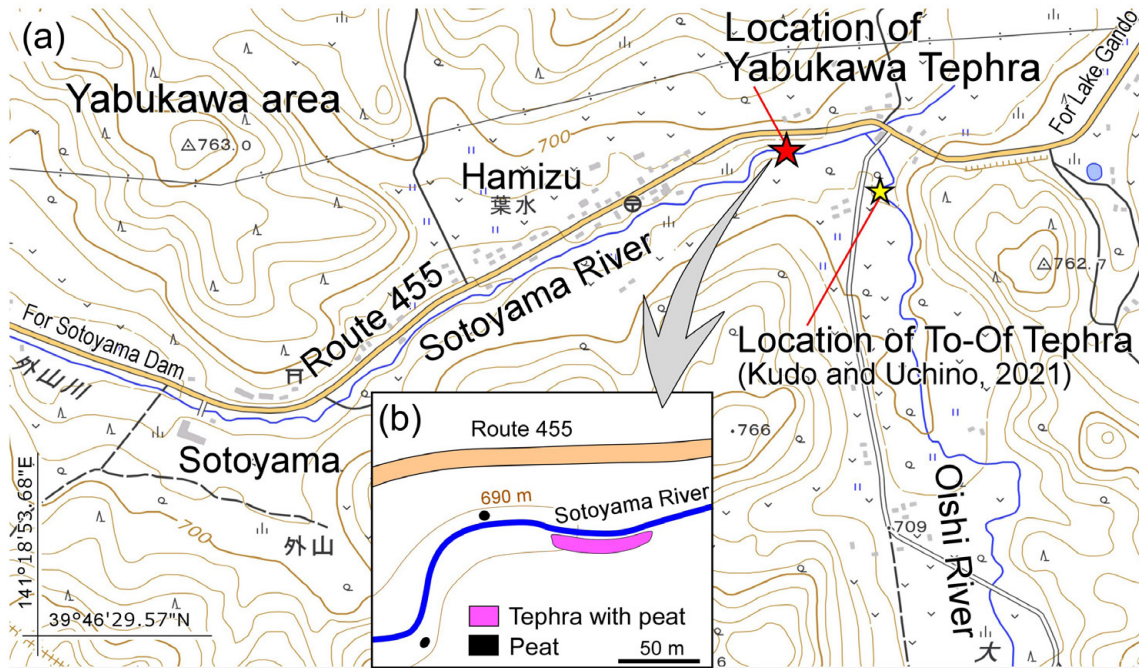 (a)
Location of
Yabukawa Tephra
Yabukawa area
763.0
700
For Lake Gando
Hamizu
葉水
Route 455
Sotoyama River
762.7
Location of To-Of Tephra
(Kudo and Uchino, 2021)
For Sotoyama Dam
外山川
Sotoyama
外山
700
766
709
Oishi River
大
141°18'53.68"E
39°46'29.57"N
(b)
Route 455
690 m
Sotoyama River
Tephra with peat
Peat
50 m
6